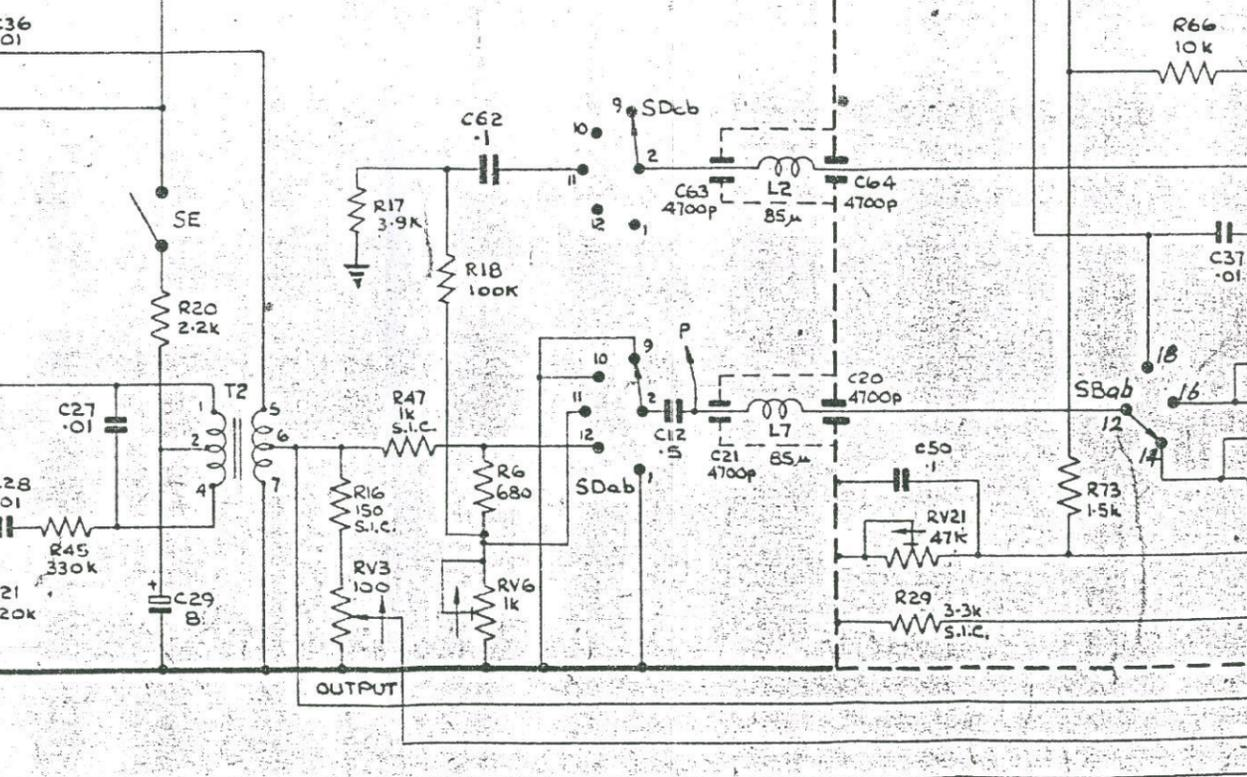 C36
.01
R66
10K
9
SDcb
C62
.1
10
2
11
12
1
C63
4700p
L2
85µ
C64
4700p
R17
3.9K
SE
R18
100K
R20
2.2K
C37
.01
P
9
10
11
2
12
1
SDab
C12
.5
C21
4700p
L7
85µ
C20
4700p
18
SBab
16
12
14
T2
C27
.01
1
2
4
5
6
7
R47
1k
S.I.C.
R16
150
S.I.C.
R6
680
C50
.1
RV21
47K
R73
1.5k
C28
.01
R45
330K
C29
8
+
RV3
100
RV6
1k
R29
3.3k
S.I.C.
21
20K
OUTPUT